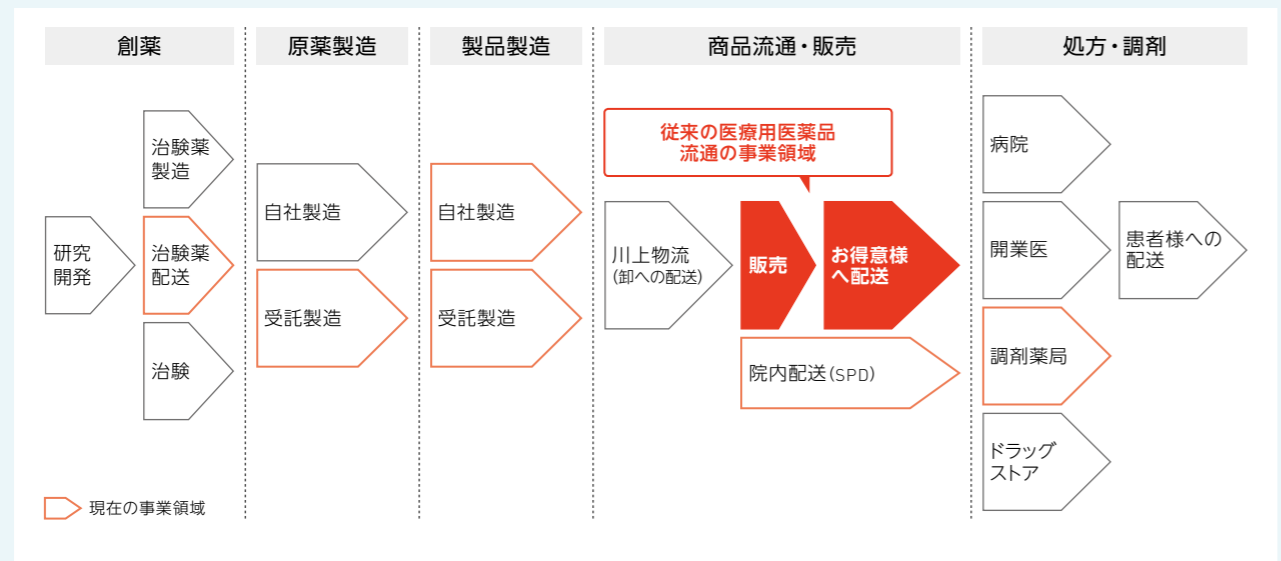 創薬
原薬製造
製品製造
商品流通・販売
処方・調剤
研究
開発
治験薬
製造
治験薬
配送
治験
自社製造
受託製造
自社製造
受託製造
従来の医療用医薬品
流通の事業領域
川上物流
(卸への配送)
販売
お得意様
へ配送
院内配送(SPD)
病院
開業医
調剤薬局
ドラッグ
ストア
患者様への
配送
現在の事業領域